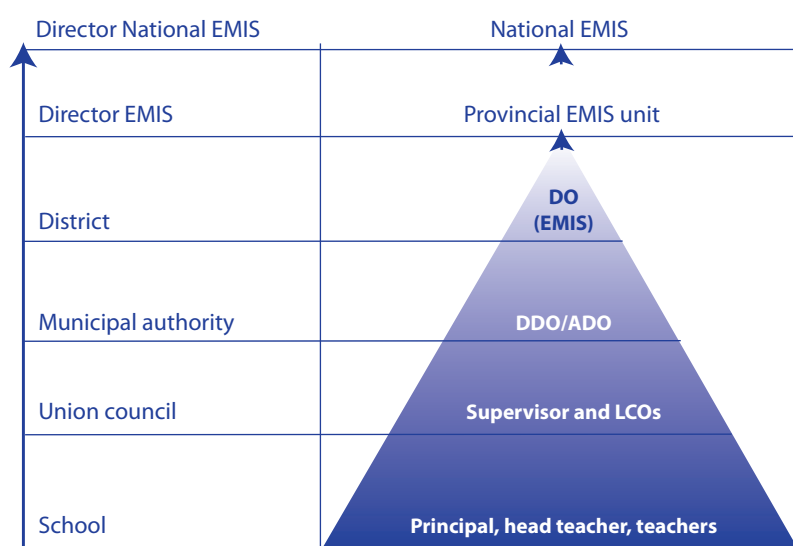 Director National EMIS
National EMIS
Director EMIS
Provincial EMIS unit
District
DO
(EMIS)
Municipal authority
DDO/ADO
Union council
Supervisor and LCOs
School
Principal, head teacher, teachers